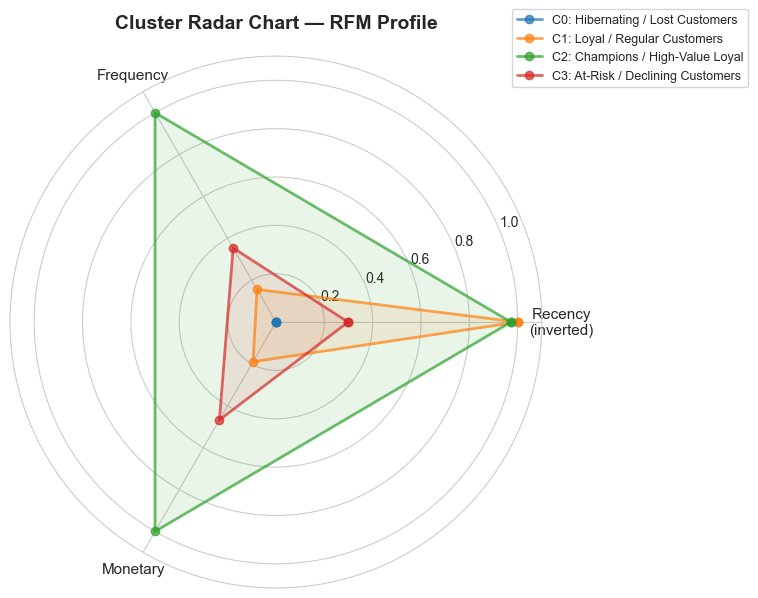 Cluster Radar Chart — RFM Profile
C0: Hibernating / Lost Customers
C1: Loyal / Regular Customers
C2: Champions / High-Value Loyal
C3: At-Risk / Declining Customers
Frequency
1.0
0.8
0.6
0.4
0.2
Recency
(inverted)
Monetary